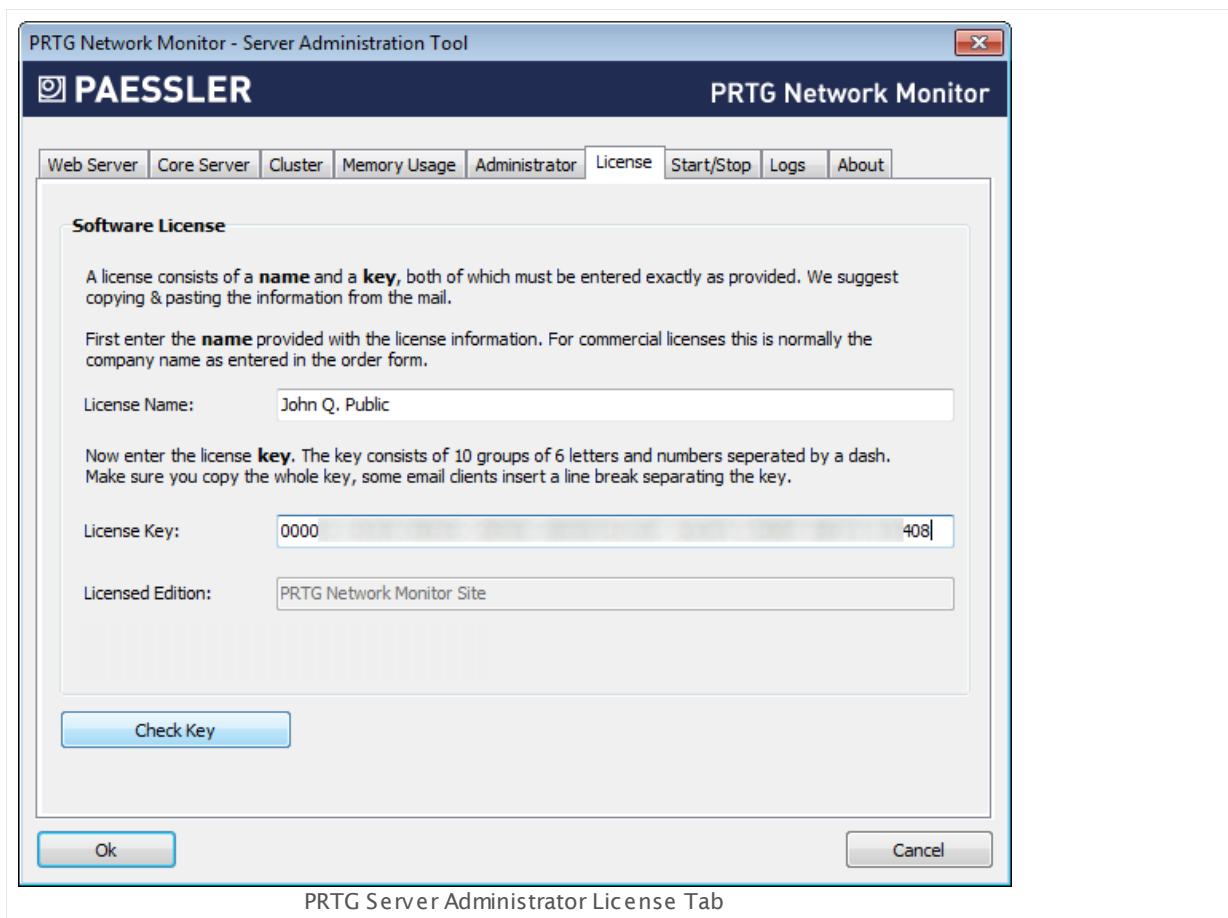 PRTG Network Monitor - Server Administration Tool
PAESSLER
PRTG Network Monitor
Web Server Core Server Cluster Memory Usage Administrator License Start/Stop Logs About
Software License
A license consists of a name and a key, both of which must be entered exactly as provided. We suggest
copying & pasting the information from the mail.
First enter the name provided with the license information. For commercial licenses this is normally the
company name as entered in the order form.
License Name: John Q. Public
Now enter the license key. The key consists of 10 groups of 6 letters and numbers seperated by a dash.
Make sure you copy the whole key, some email clients insert a line break separating the key.
License Key: 0000 408
Licensed Edition: PRTG Network Monitor Site
Check Key
Ok Cancel
PRTG Server Administrator License Tab